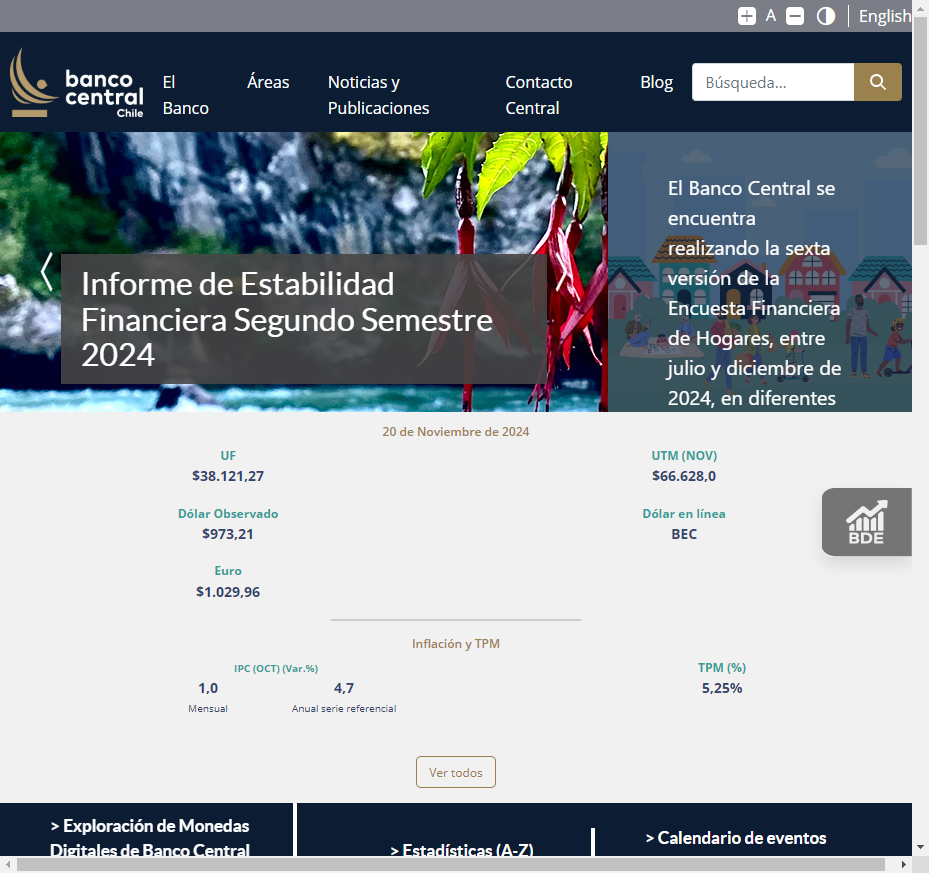 A
English
banco
central
Chile
El
Banco
Áreas
Noticias y
Publicaciones
Contacto
Central
Blog
Búsqueda...
Informe de Estabilidad
Financiera Segundo Semestre
2024
El Banco Central se
encuentra
realizando la sexta
versión de la
Encuesta Financiera
de Hogares, entre
julio y diciembre de
2024, en diferentes
20 de Noviembre de 2024
UF
$38.121,27
UTM (NOV)
$66.628,0
Dólar Observado
$973,21
Dólar en línea
BEC
BDE
Euro
$1.029,96
Inflación y TPM
IPC (OCT) (Var.%)
TPM (%)
1,0
4,7
5,25%
Mensual
Anual serie referencial
Ver todos
> Exploración de Monedas
Digitales de Banco Central
> Estadísticas (A-Z)
> Calendario de eventos